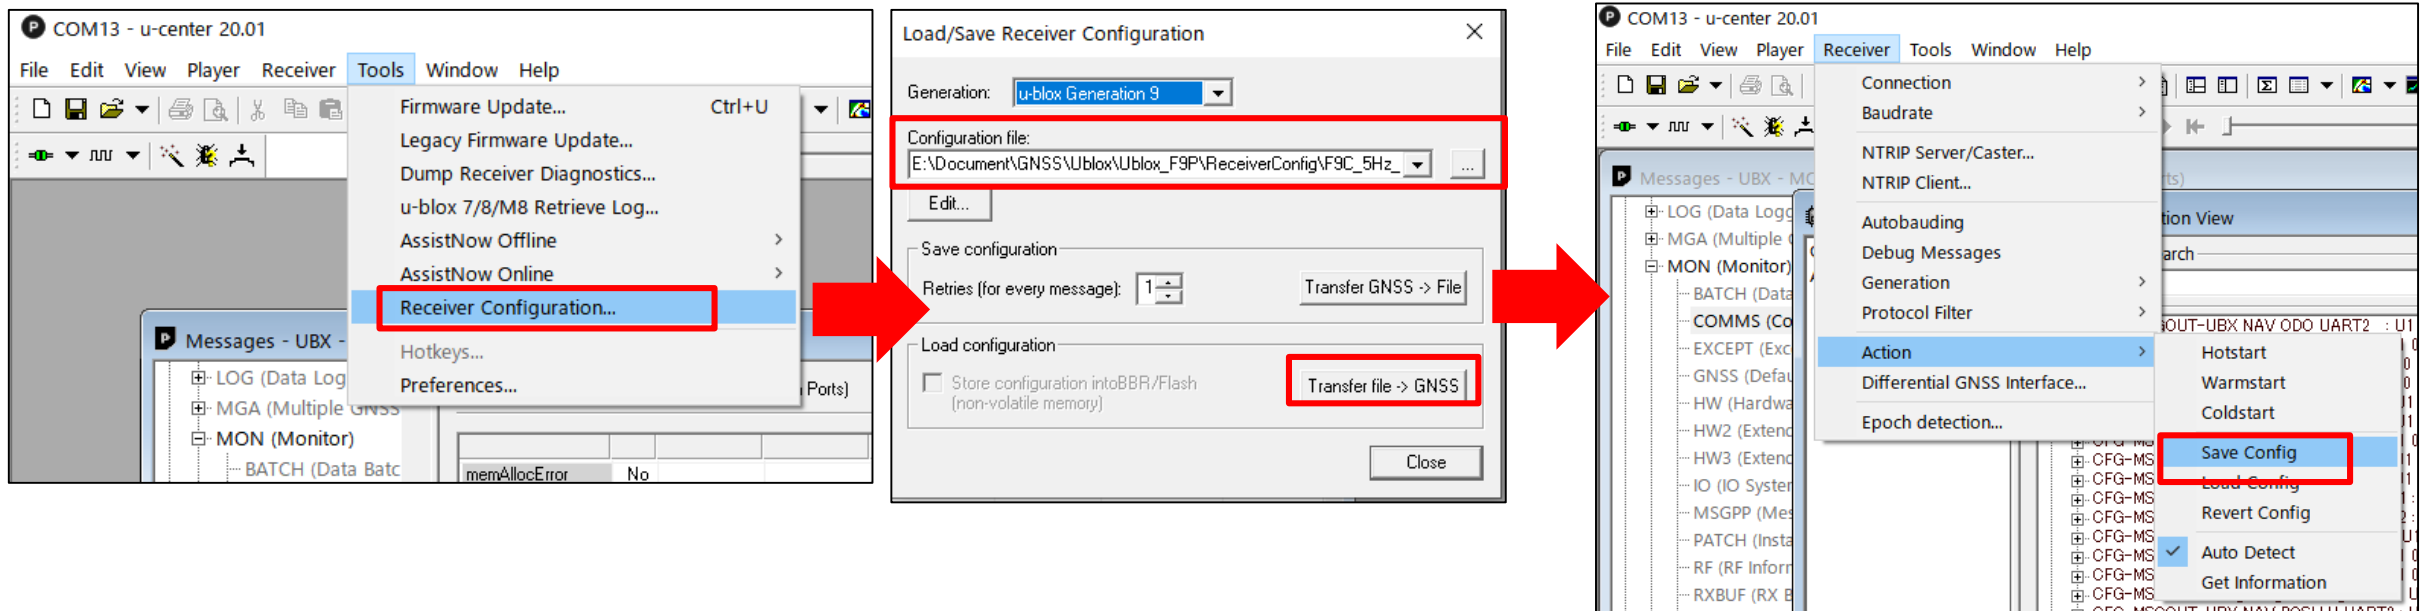 COM13 - u-center 20.01
File Edit View Player Receiver Tools Window Help
Firmware Update... Ctrl+U
Legacy Firmware Update...
Dump Receiver Diagnostics...
u-blox 7/8/M8 Retrieve Log...
AssistNow Offline
AssistNow Online
Receiver Configuration...
Hotkeys...
Preferences...
Messages - UBX -
LOG (Data Log
MGA (Multiple GNSS
MON (Monitor)
BATCH (Data Batc
Ports)
memAllocError No
Load/Save Receiver Configuration
Generation: u-blox Generation 9
Configuration file:
E:\Document\GNSS\Ublox\Ublox_F9P\ReceiverConfig\F9C_5Hz_
...
Edit...
Save configuration
Retries (for every message): 1
Transfer GNSS -> File
Load configuration
Store configuration intoBBR/Flash
(non-volatile memory)
Transfer file -> GNSS
Close
COM13 - u-center 20.01
File Edit View Player Receiver Tools Window Help
Connection
Baudrate
NTRIP Server/Caster...
NTRIP Client...
Autobauding
Debug Messages
Generation
Protocol Filter
Action
Differential GNSS Interface...
Epoch detection...
Hotstart
Warmstart
Coldstart
Save Config
Load Config
Revert Config
Auto Detect
Get Information
Messages - UBX - MO
rts)
LOG (Data Logg
MGA (Multiple
MON (Monitor)
BATCH (Data
COMMS (Co
EXCEPT (Exc
GNSS (Defau
HW (Hardwa
HW2 (Extend
HW3 (Extend
IO (IO System
MSGPP (Mes
PATCH (Insta
RF (RF Inforr
RXBUF (RX B
tion View
arch
OUT-UBX NAV ODO UART2 : U1
CFG-MS
CFG-MS
CFG-MS
CFG-MS
CFG-MS
CFG-MS
CFG-MS
CFG-MS
CFG-MS